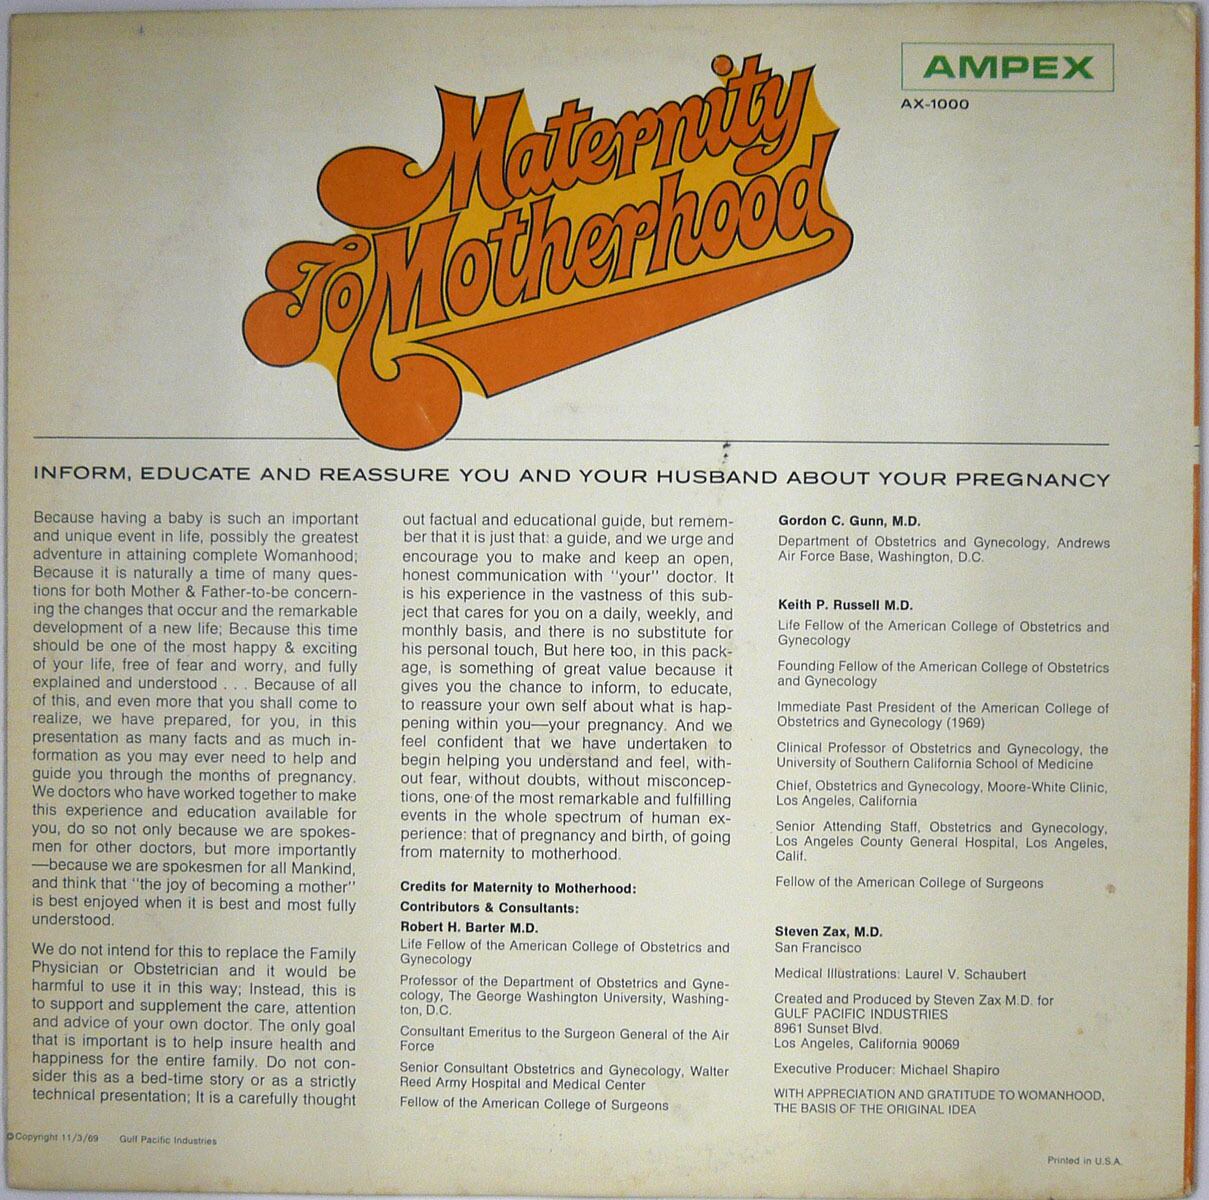 AMPEX
AX-1000
Maternity
To Motherhood
INFORM, EDUCATE AND REASSURE YOU AND YOUR HUSBAND ABOUT YOUR PREGNANCY
Because having a baby is such an important
and unique event in life, possibly the greatest
adventure in attaining complete Womanhood;
Because it is naturally a time of many ques-
tions for both Mother & Father-to-be concern-
ing the changes that occur and the remarkable
development of a new life; Because this time
should be one of the most happy & exciting
of your life, free of fear and worry, and fully
explained and understood . . . Because of all
of this, and even more that you shall come to
realize, we have prepared, for you, in this
presentation as many facts and as much in-
formation as you may ever need to help and
guide you through the months of pregnancy.
We doctors who have worked together to make
this experience and education available for
you, do so not only because we are spokes-
men for other doctors, but more importantly
—because we are spokesmen for all Mankind,
and think that "the joy of becoming a mother"
is best enjoyed when it is best and most fully
understood.
We do not intend for this to replace the Family
Physician or Obstetrician and it would be
harmful to use it in this way; Instead, this is
to support and supplement the care, attention
and advice of your own doctor. The only goal
that is important is to help insure health and
happiness for the entire family. Do not con-
sider this as a bed-time story or as a strictly
technical presentation; It is a carefully thought
out factual and educational guide, but remem-
ber that it is just that: a guide, and we urge and
encourage you to make and keep an open,
honest communication with "your" doctor. It
is his experience in the vastness of this sub-
ject that cares for you on a daily, weekly, and
monthly basis, and there is no substitute for
his personal touch, But here too, in this pack-
age, is something of great value because it
gives you the chance to inform, to educate,
to reassure your own self about what is hap-
pening within you—your pregnancy. And we
feel confident that we have undertaken to
begin helping you understand and feel, with-
out fear, without doubts, without misconcep-
tions, one of the most remarkable and fulfilling
events in the whole spectrum of human ex-
perience: that of pregnancy and birth, of going
from maternity to motherhood.
Credits for Maternity to Motherhood:
Contributors & Consultants:
Robert H. Barter M.D.
Life Fellow of the American College of Obstetrics and
Gynecology
Professor of the Department of Obstetrics and Gyne-
cology, The George Washington University, Washing-
ton, D.C.
Consultant Emeritus to the Surgeon General of the Air
Force
Senior Consultant Obstetrics and Gynecology, Walter
Reed Army Hospital and Medical Center
Fellow of the American College of Surgeons
Gordon C. Gunn, M.D.
Department of Obstetrics and Gynecology, Andrews
Air Force Base, Washington, D.C.
Keith P. Russell M.D.
Life Fellow of the American College of Obstetrics and
Gynecology
Founding Fellow of the American College of Obstetrics
and Gynecology
Immediate Past President of the American College of
Obstetrics and Gynecology (1969)
Clinical Professor of Obstetrics and Gynecology, the
University of Southern California School of Medicine
Chief, Obstetrics and Gynecology, Moore-White Clinic,
Los Angeles, California
Senior Attending Staff, Obstetrics and Gynecology,
Los Angeles County General Hospital, Los Angeles,
Calif.
Fellow of the American College of Surgeons
Steven Zax, M.D.
San Francisco
Medical Illustrations: Laurel V. Schaubert
Created and Produced by Steven Zax M.D. for
GULF PACIFIC INDUSTRIES
8961 Sunset Blvd.
Los Angeles, California 90069
Executive Producer: Michael Shapiro
WITH APPRECIATION AND GRATITUDE TO WOMANHOOD,
THE BASIS OF THE ORIGINAL IDEA
© Copyright 11/3/69 Gulf Pacific Industries
Printed in U.S.A.